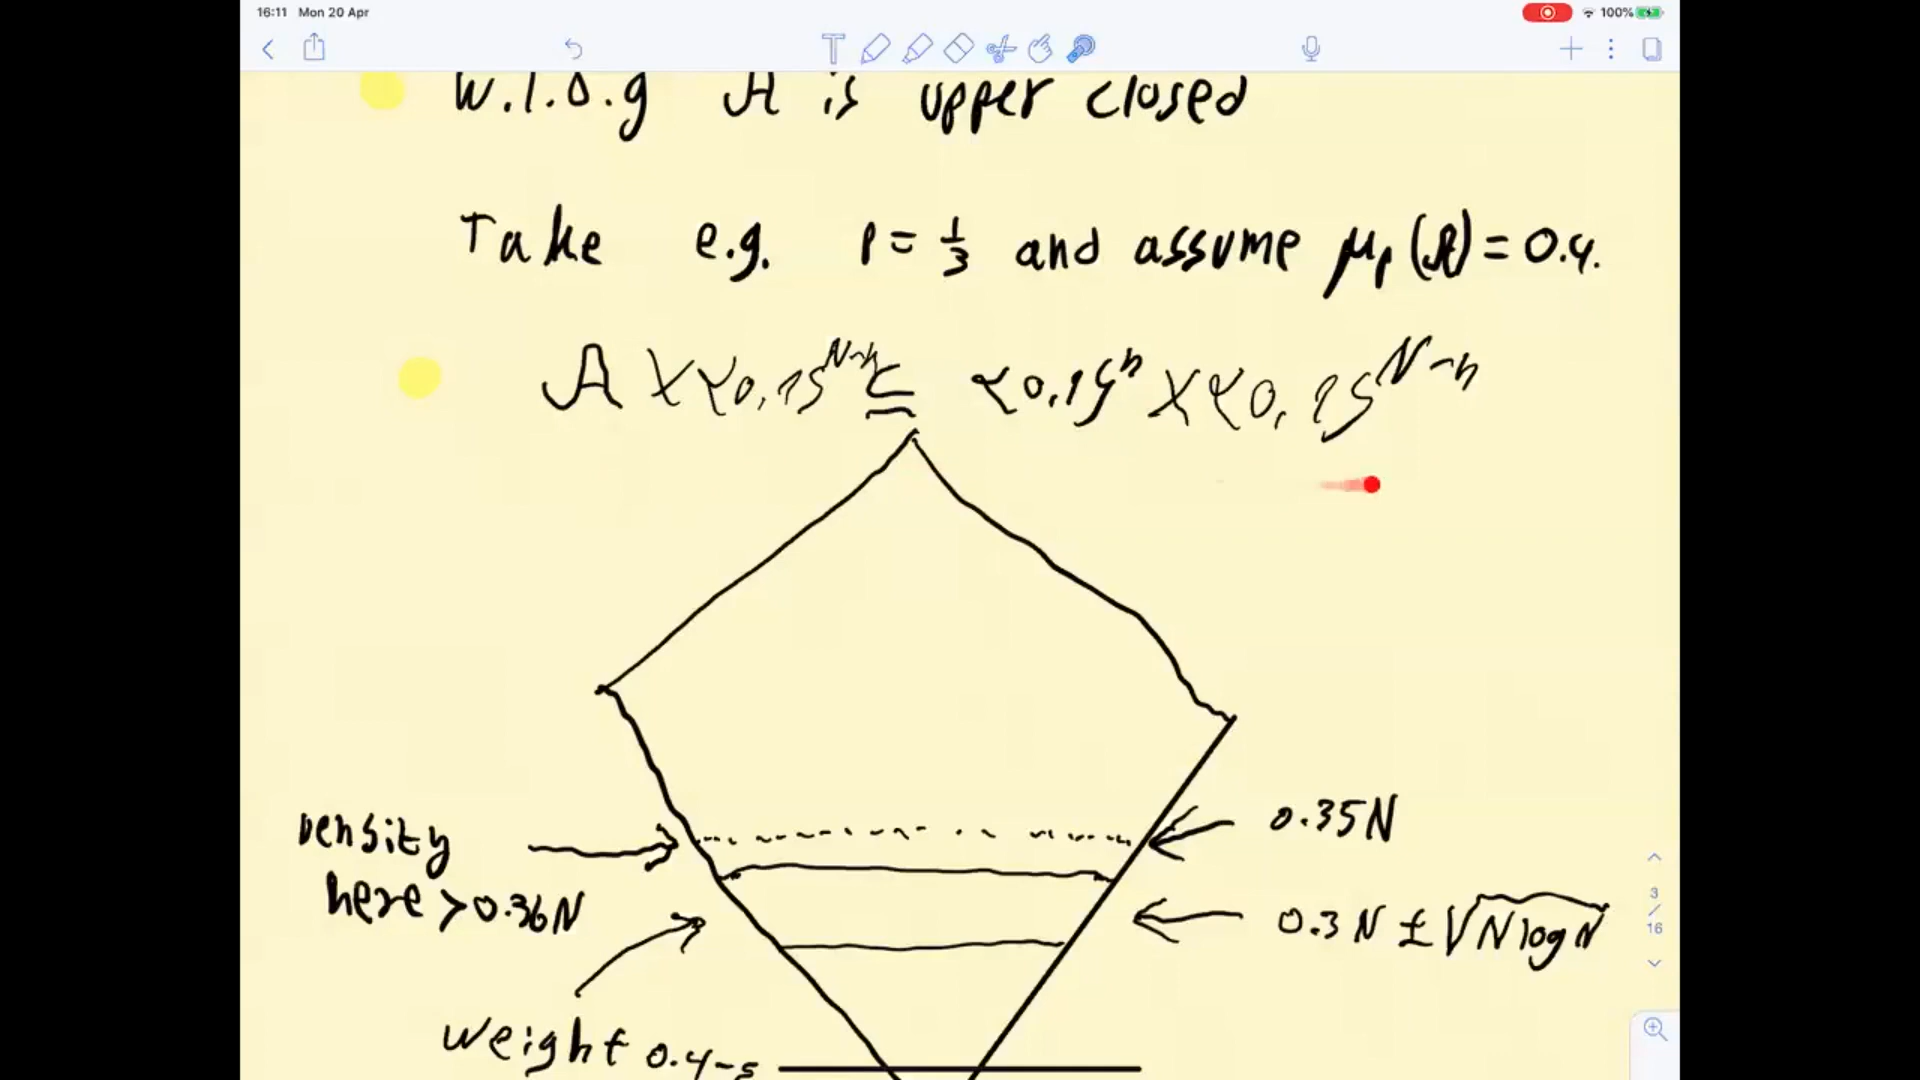 16:11 Mon 20 Apr 100%
T
W.l.o.g A is upper closed
Take e.g. p = 1/3 and assume μp(A) = 0.4.
A × {0,1}^N-n ⊆ {0,1}^n × {0,1}^N-n
0.35N
Density
here > 0.36N
0.3N ± √N log N
Weight 0.4-ε
3
/
16